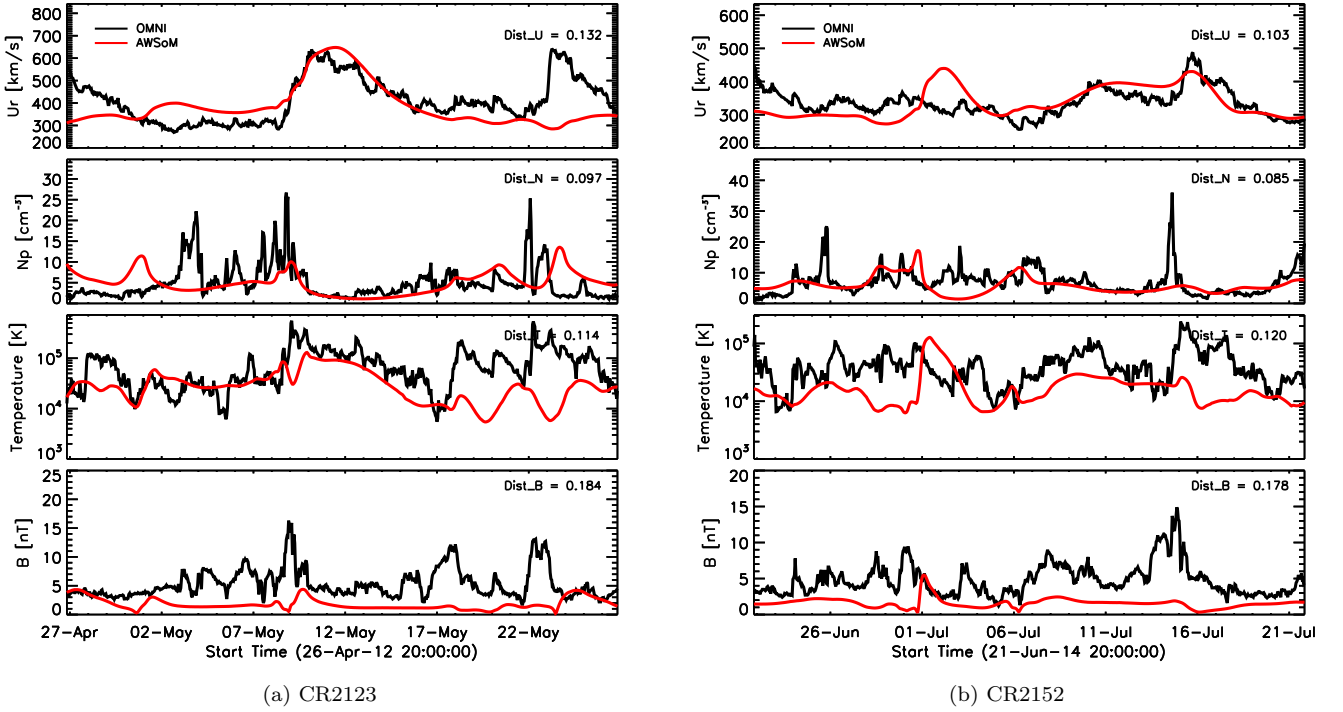 OMNI
AWSoM
Dist_U = 0.132
Ur [km/s]
800
700
600
500
400
300
200
Dist_N = 0.097
Np [cm⁻³]
30
25
20
15
10
5
0
Dist_T = 0.114
Temperature [K]
10⁵
10⁴
10³
Dist_B = 0.184
B [nT]
25
20
15
10
5
0
27-Apr 02-May 07-May 12-May 17-May 22-May
Start Time (26-Apr-12 20:00:00)
(a) CR2123
OMNI
AWSoM
Dist_U = 0.103
Ur [km/s]
600
500
400
300
200
Dist_N = 0.085
Np [cm⁻³]
40
30
20
10
0
Dist_T = 0.120
Temperature [K]
10⁵
10⁴
10³
Dist_B = 0.178
B [nT]
20
15
10
5
0
26-Jun 01-Jul 06-Jul 11-Jul 16-Jul 21-Jul
Start Time (21-Jun-14 20:00:00)
(b) CR2152